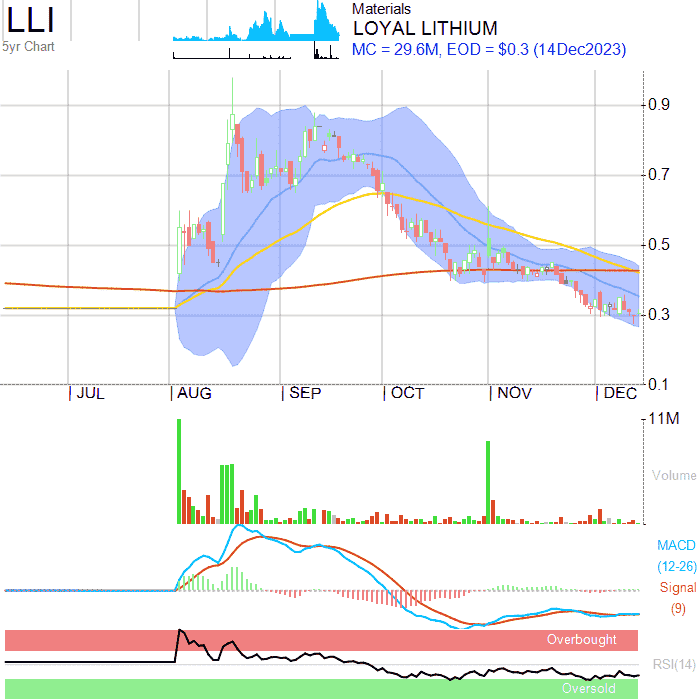 LLI
5yr Chart
Materials
LOYAL LITHIUM
MC = 29.6M, EOD = $0.3 (14Dec2023)
0.9
0.7
0.5
0.3
0.1
JUL AUG SEP OCT NOV DEC
11M
Volume
MACD
(12-26)
Signal
(9)
Overbought
RSI(14)
Oversold